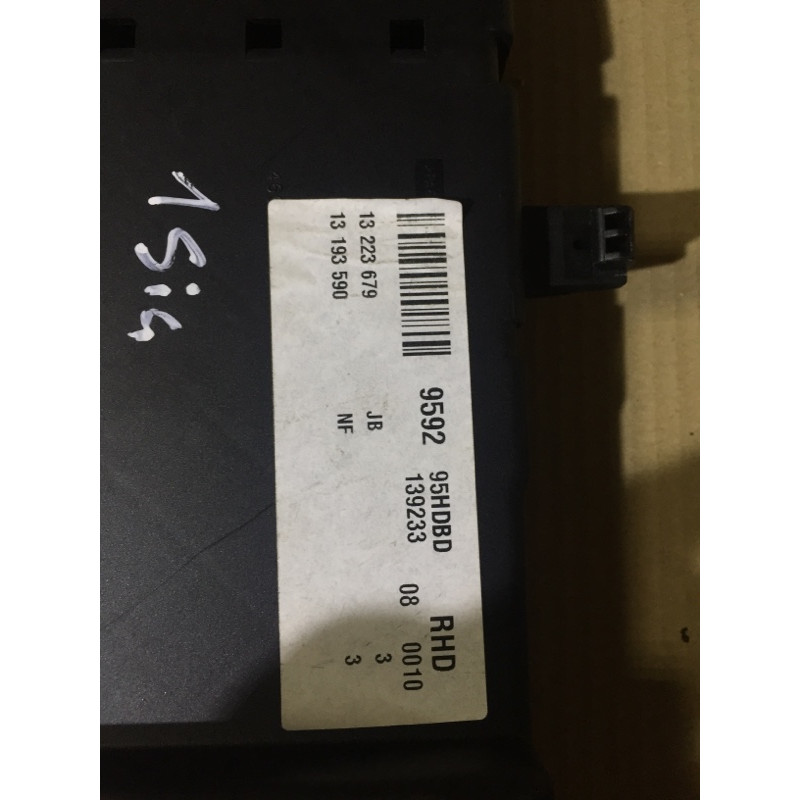 9592 95HDBD RHD
139233 08 0010
13 223 679 JB 3
13 193 590 NF 3